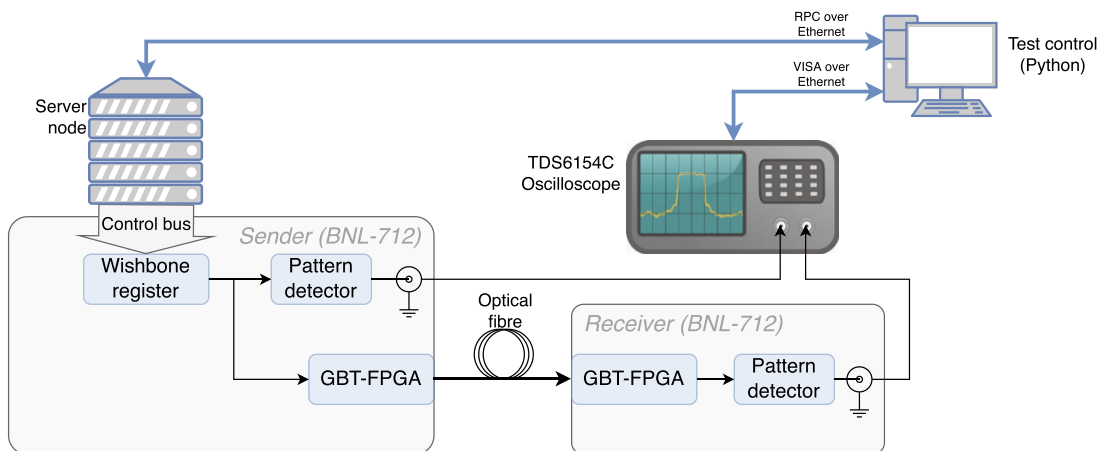 RPC over
Ethernet
Test control
(Python)
VISA over
Ethernet
Server
node
TDS6154C
Oscilloscope
Control bus
Sender (BNL-712)
Wishbone
register
Pattern
detector
Optical
fibre
Receiver (BNL-712)
GBT-FPGA
GBT-FPGA
Pattern
detector